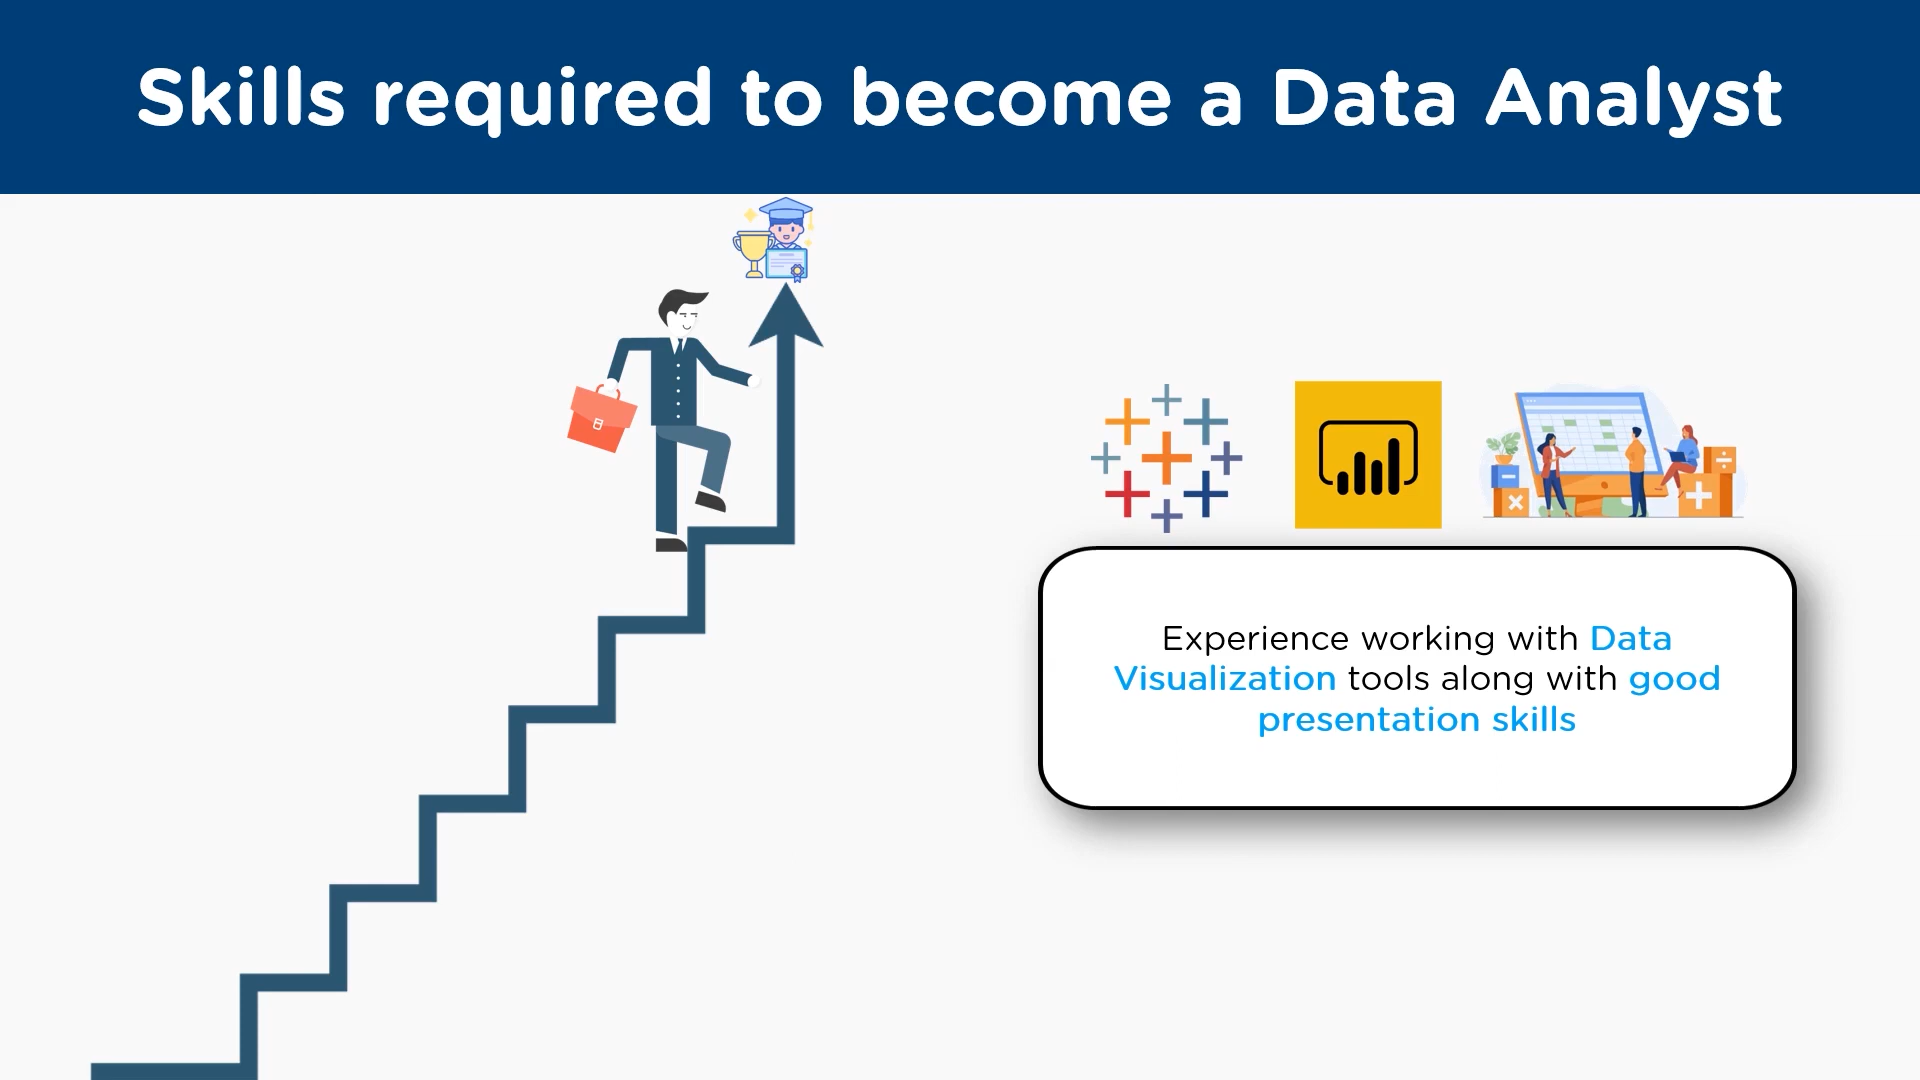 Skills required to become a Data Analyst
Experience working with Data
Visualization tools along with good
presentation skills